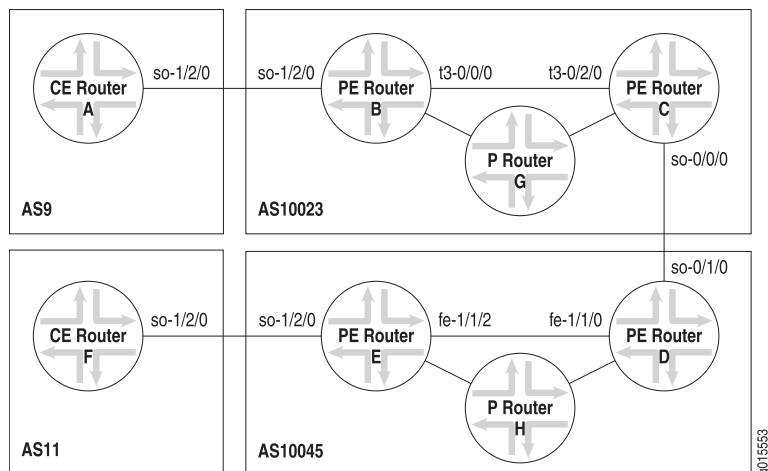 so-1/2/0
so-1/2/0
t3-0/0/0
t3-0/2/0
CE Router
A
PE Router
B
PE Router
C
P Router
G
so-0/0/0
AS9
AS10023
so-0/1/0
so-1/2/0
so-1/2/0
fe-1/1/2
fe-1/1/0
CE Router
F
PE Router
E
PE Router
D
P Router
H
AS11
AS10045